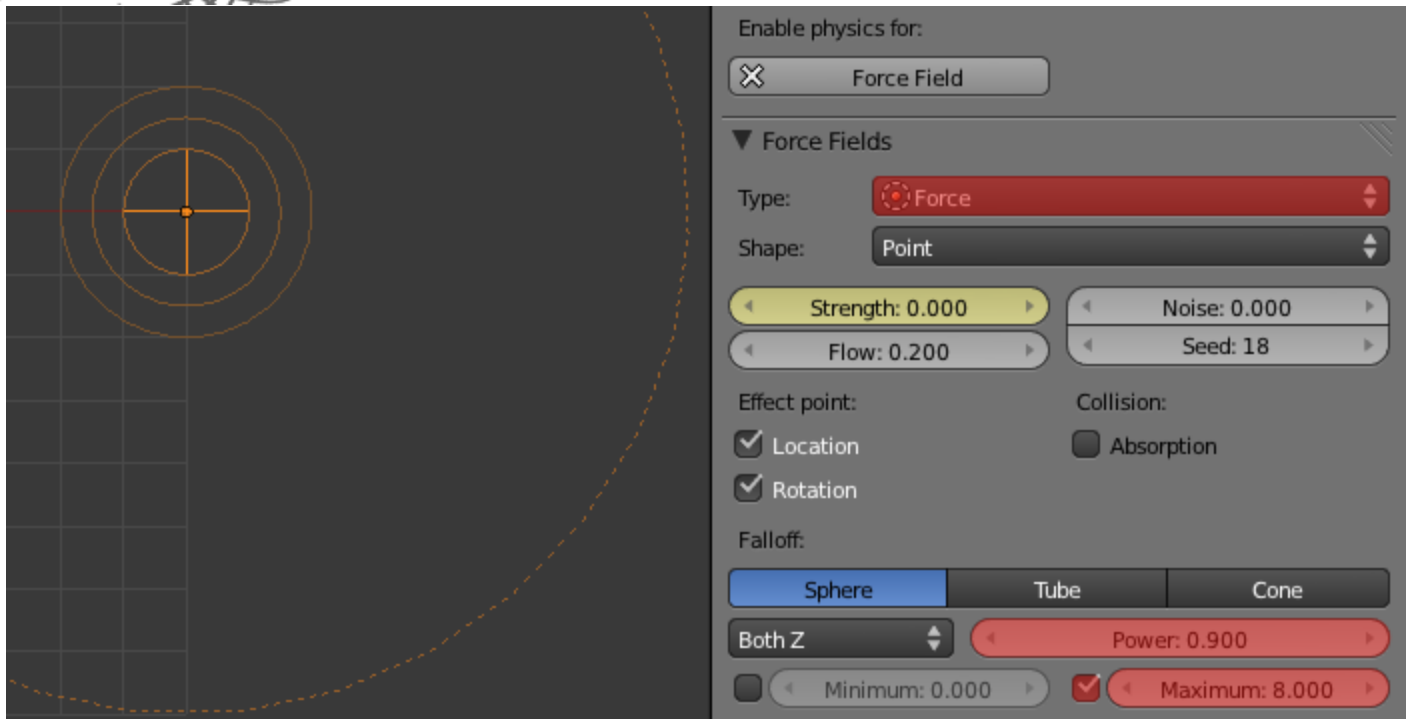 Enable physics for:
Force Field
Force Fields
Type: Force
Shape: Point
Strength: 0.000 Noise: 0.000
Flow: 0.200 Seed: 18
Effect point: Collision:
Location Absorption
Rotation
Falloff:
Sphere Tube Cone
Both Z Power: 0.900
Minimum: 0.000 Maximum: 8.000